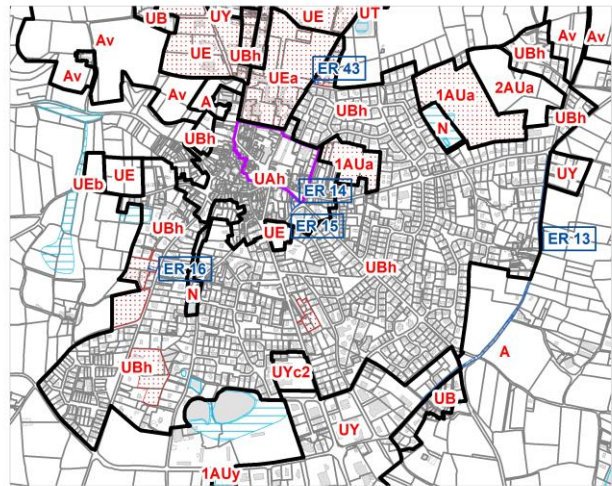 UB
UY
UE
UT
Av
Av
UE
UBh
UEa
ER 43
UBh
Av
Av
Av
Av
A
UBh
1AUa
2AUa
N
UBh
UBh
UAh
1AUa
UEb
UE
ER 14
UY
UBh
UE
ER 15
ER 13
ER 16
N
UBh
A
UBh
UYc2
UB
UY
1AUy